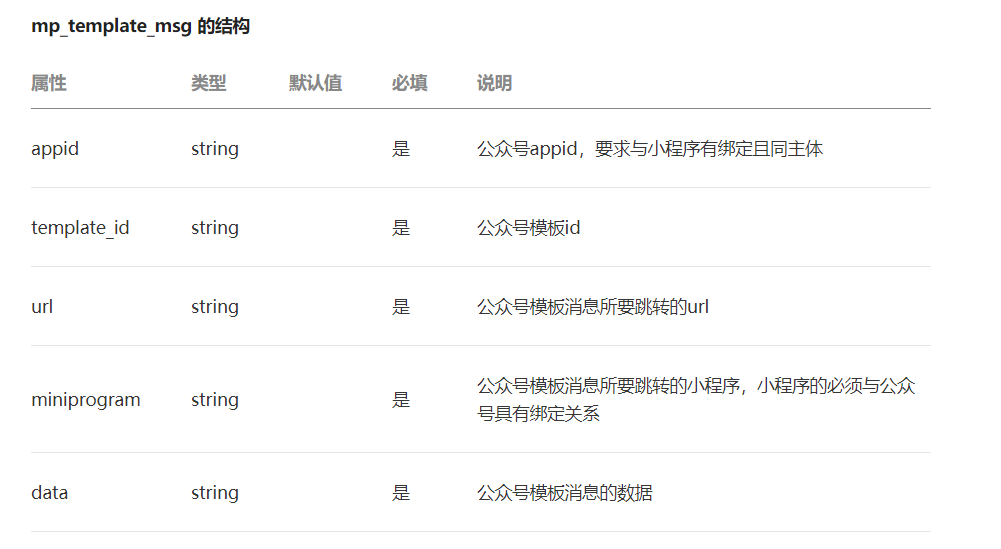 mp_template_msg 的结构
属性 类型 默认值 必填 说明
appid string 是 公众号appid，要求与小程序有绑定且同主体
template_id string 是 公众号模板id
url string 是 公众号模板消息所要跳转的url
miniprogram string 是 公众号模板消息所要跳转的小程序，小程序的必须与公众
号具有绑定关系
data string 是 公众号模板消息的数据